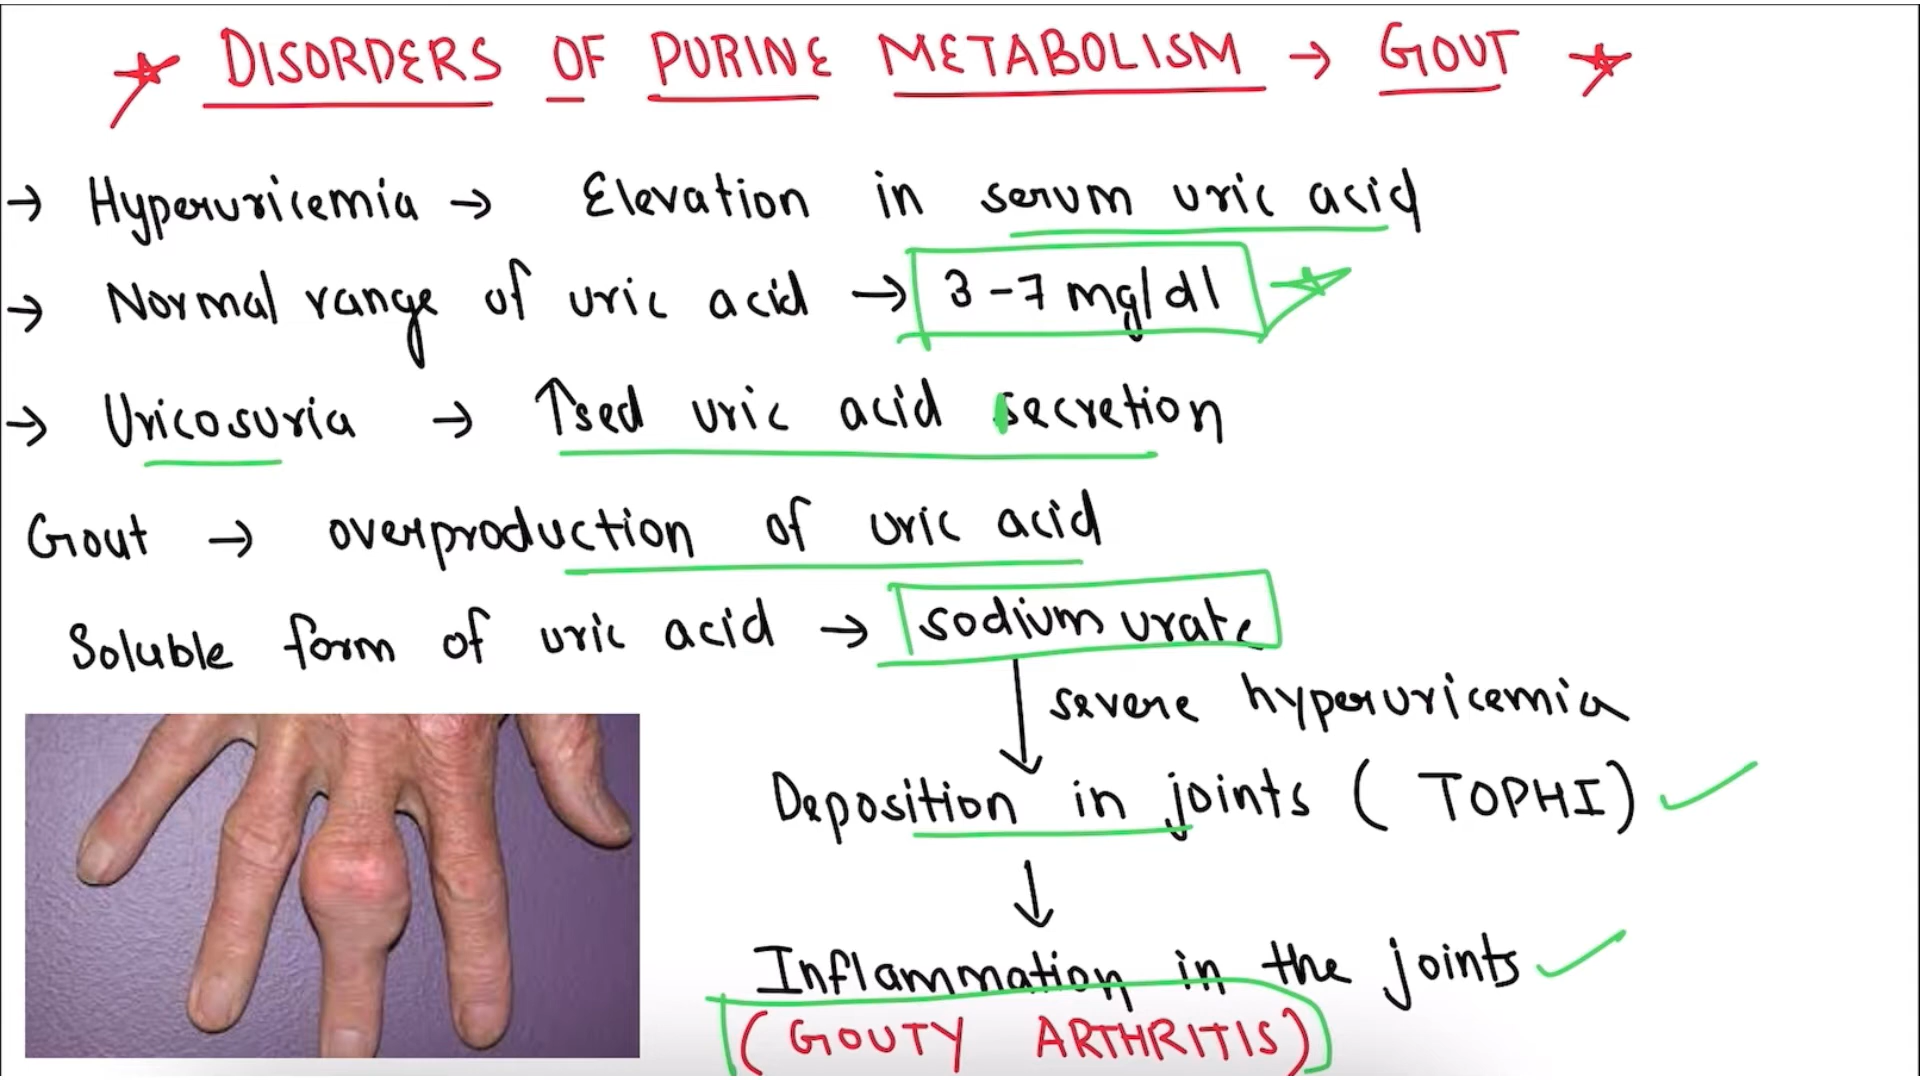 DISORDERS OF PURINE METABOLISM → GOUT
→ Hyperuricemia → Elevation in serum uric acid
→ Normal range of uric acid → 3-7 mg/dl
→ Uricosuria → ↑sed uric acid secretion
Gout → overproduction of uric acid
Soluble form of uric acid → sodium urate
severe hyperuricemia
Deposition in joints ( TOPHI )
Inflammation in the joints
(GOUTY ARTHRITIS)